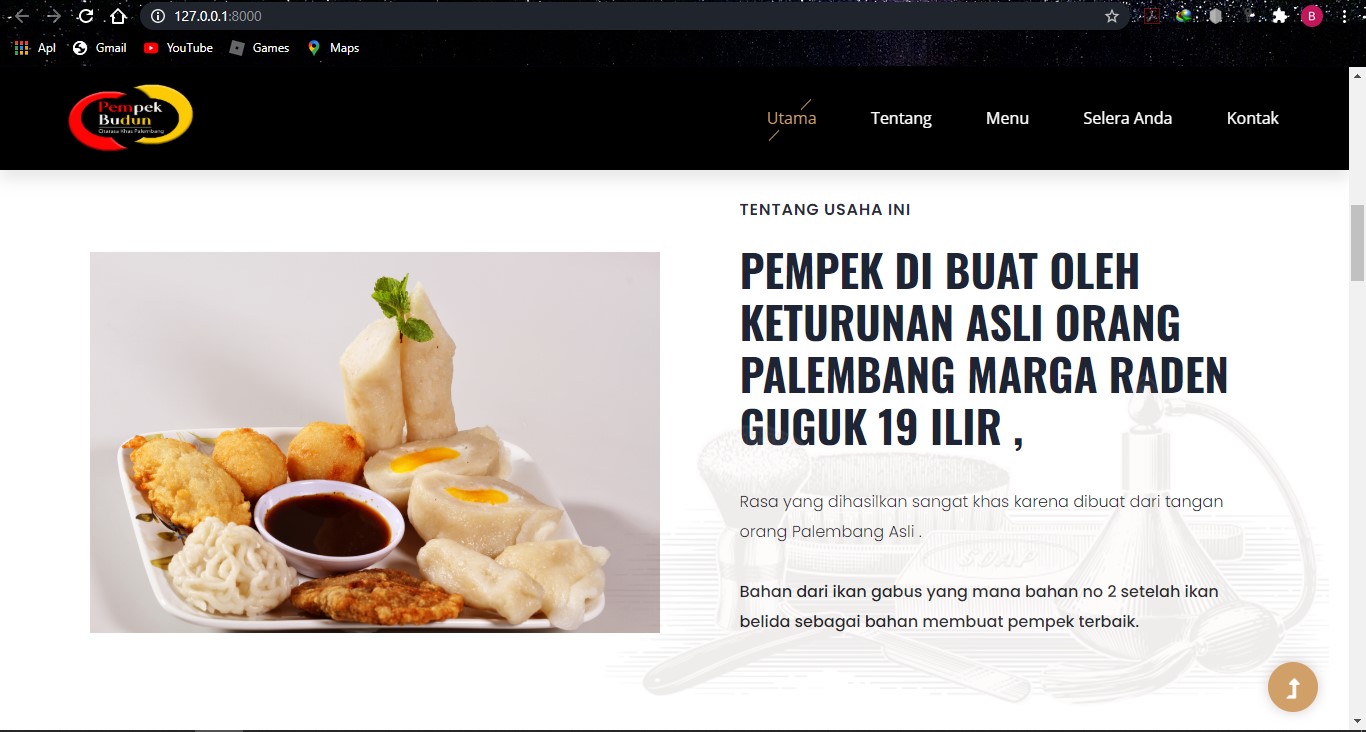 127.0.0.1:8000
B
Apl
Gmail
YouTube
Games
Maps
Pempek
Budun
Citarasa Khas Palembang
Utama
Tentang
Menu
Selera Anda
Kontak
TENTANG USAHA INI
PEMPEK DI BUAT OLEH
KETURUNAN ASLI ORANG
PALEMBANG MARGA RADEN
GUGUK 19 ILIR ,
Rasa yang dihasilkan sangat khas karena dibuat dari tangan
orang Palembang Asli .
SOAP
Bahan dari ikan gabus yang mana bahan no 2 setelah ikan
belida sebagai bahan membuat pempek terbaik.